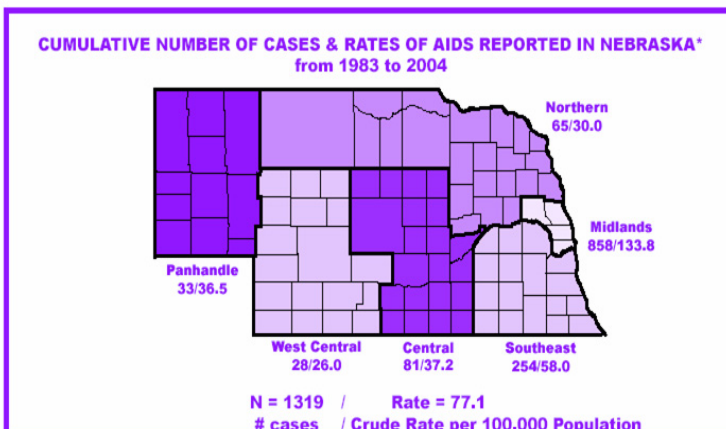 CUMULATIVE NUMBER OF CASES & RATES OF AIDS REPORTED IN NEBRASKA*
from 1983 to 2004
Northern
65/30.0
Midlands
858/133.8
Panhandle
33/36.5
West Central
28/26.0
Central
81/37.2
Southeast
254/58.0
N = 1319 / Rate = 77.1
# cases / Crude Rate per 100,000 Population